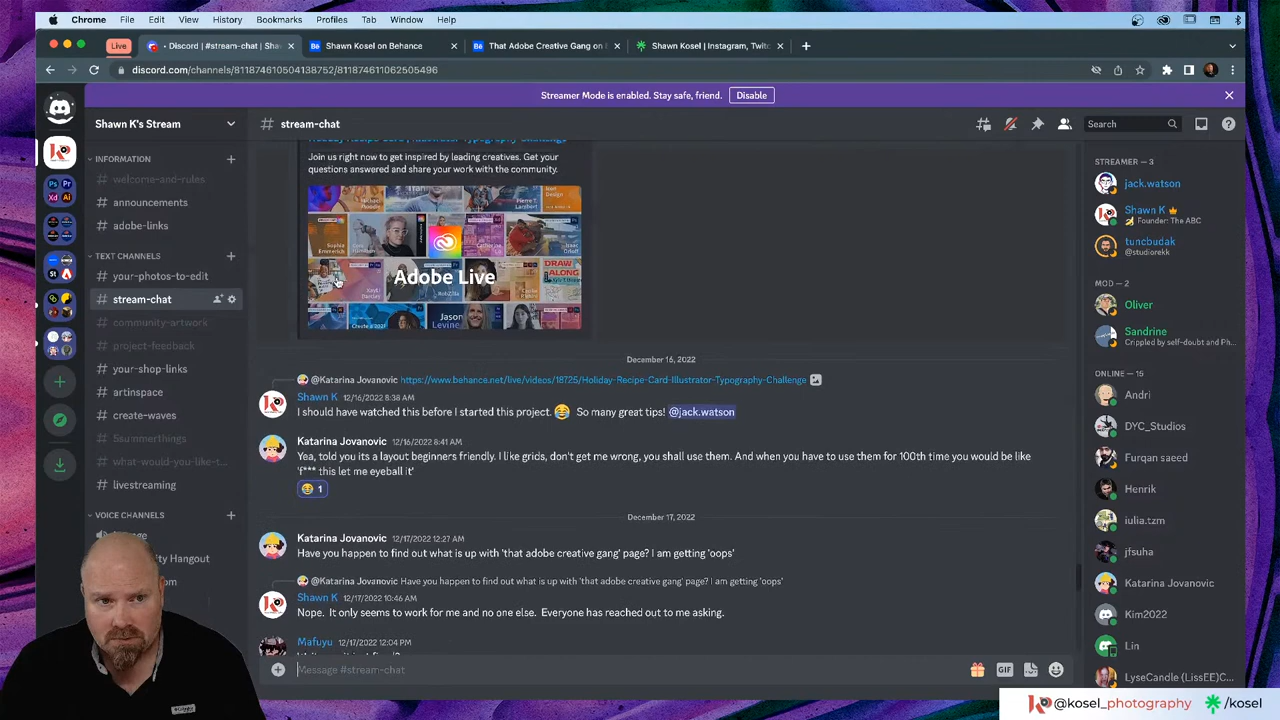 Chrome File Edit View History Bookmarks Profiles Tab Window Help
Live
Discord | #stream-chat | Sha
Shawn Kosel on Behance
That Adobe Creative Gang on
Shawn Kosel | Instagram, Twitc
discord.com/channels/811874610504138752/811874611062505496
Streamer Mode is enabled. Stay safe, friend. Disable
Shawn K's Stream
# stream-chat
Search
INFORMATION
welcome-and-rules
announcements
adobe-links
TEXT CHANNELS
your-photos-to-edit
stream-chat
community-artwork
project-feedback
your-shop-links
artinspace
create-waves
5summerthings
what-would-you-like-t...
livestreaming
VOICE CHANNELS
Join us right now to get inspired by leading creatives. Get your
questions answered and share your work with the community.
Adobe Live
DRAW
ALONG
Jason
Levine
December 16, 2022
@Katarina Jovanovic https://www.behance.net/live/videos/18725/Holiday-Recipe-Card-Illustrator-Typography-Challenge
Shawn K 12/16/2022 8:38 AM
I should have watched this before I started this project. 😂 So many great tips! @jack.watson
Katarina Jovanovic 12/16/2022 8:41 AM
Yea, told you its a layout beginners friendly. I like grids, don't get me wrong, you shall use them. And when you have to use them for 100th time you would be like
'f*** this let me eyeball it'
😂 1
December 17, 2022
Katarina Jovanovic 12/17/2022 12:27 AM
Have you happen to find out what is up with 'that adobe creative gang' page? I am getting 'oops'
@Katarina Jovanovic Have you happen to find out what is up with 'that adobe creative gang' page? I am getting 'oops'
Shawn K 12/17/2022 10:46 AM
Nope. It only seems to work for me and no one else. Everyone has reached out to me asking.
Mafuyu 12/17/2022 12:04 PM
Message #stream-chat
GIF
STREAMER — 3
jack.watson
Shawn K
Founder: The ABC
tuncbudak
@studiorekk
MOD — 2
Oliver
Sandrine
Crippled by self-doubt and Ph...
ONLINE — 15
Andri
DYC_Studios
Furqan saeed
Henrik
iulia.tzm
jfsuha
Katarina Jovanovic
Kim2022
Lin
LyseCandle {LissEE}C...
@kosel_photography /kosel